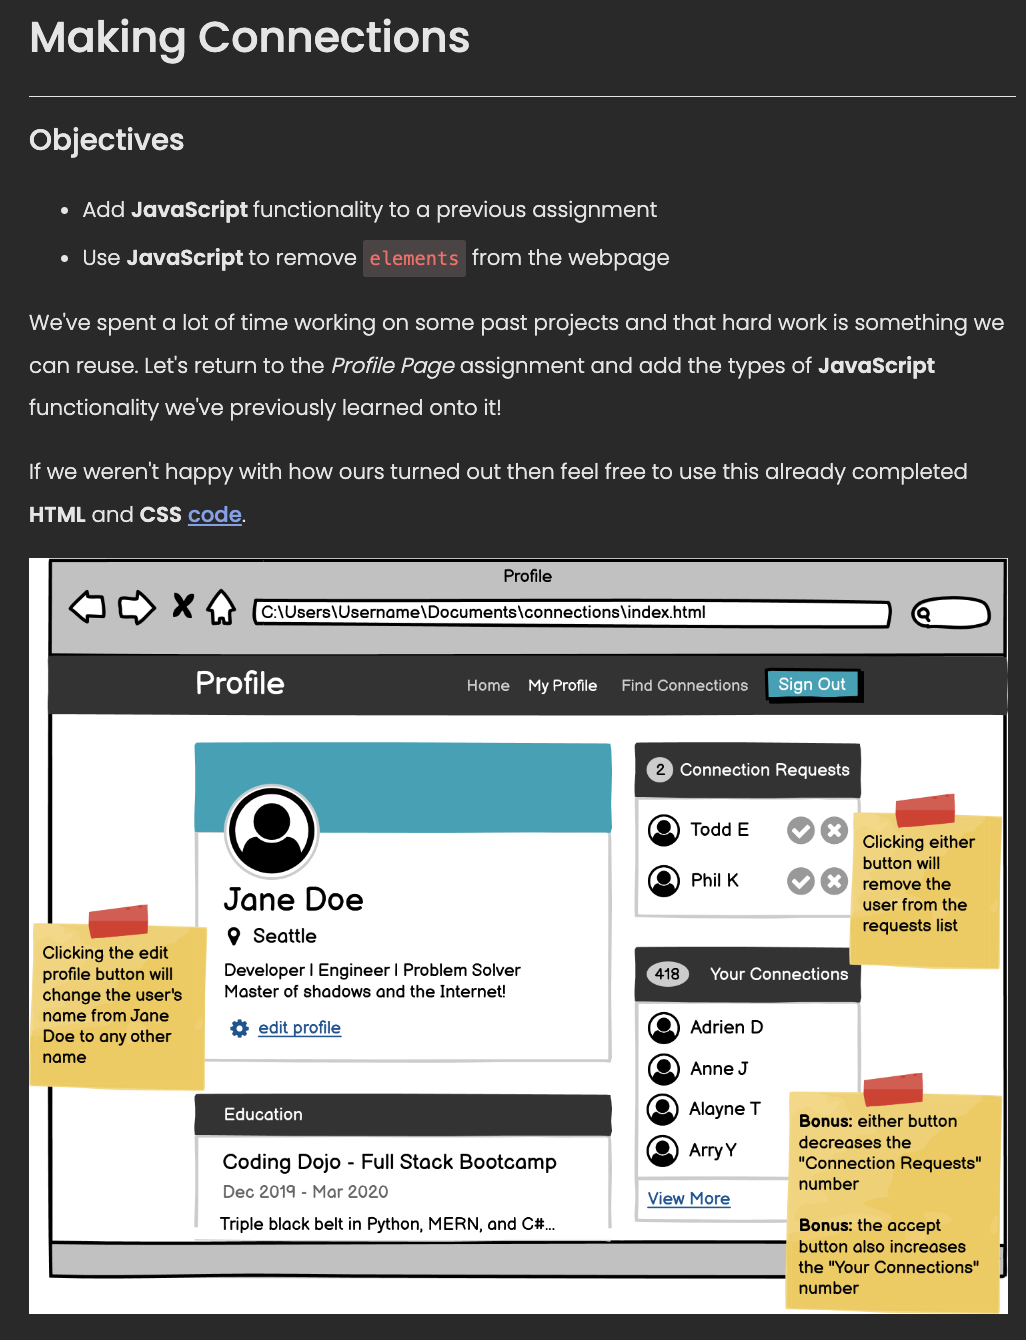 Making Connections
Objectives
Add JavaScript functionality to a previous assignment
Use JavaScript to remove elements from the webpage
We've spent a lot of time working on some past projects and that hard work is something we
can reuse. Let's return to the Profile Page assignment and add the types of JavaScript
functionality we've previously learned onto it!
If we weren't happy with how ours turned out then feel free to use this already completed
HTML and CSS code.
Profile
C:\Users\Username\Documents\connections\index.html
Profile
Home
My Profile
Find Connections
Sign Out
Jane Doe
Seattle
Developer | Engineer | Problem Solver
Master of shadows and the Internet!
edit profile
Clicking the edit
profile button will
change the user's
name from Jane
Doe to any other
name
Education
Coding Dojo - Full Stack Bootcamp
Dec 2019 - Mar 2020
Triple black belt in Python, MERN, and C#...
2 Connection Requests
Todd E
Phil K
Clicking either
button will
remove the
user from the
requests list
418 Your Connections
Adrien D
Anne J
Alayne T
Arry Y
View More
Bonus: either button
decreases the
"Connection Requests"
number
Bonus: the accept
button also increases
the "Your Connections"
number